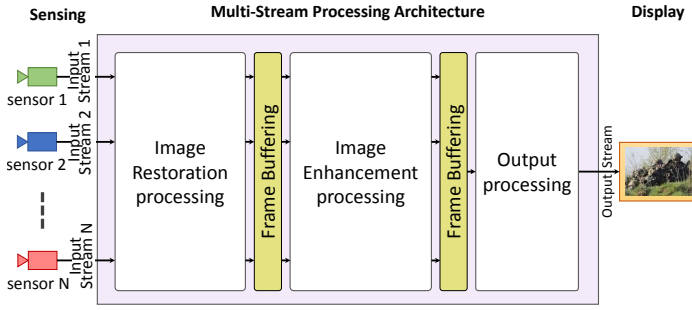 Sensing
Multi-Stream Processing Architecture
Display
sensor 1
Input
Stream 1
sensor 2
Input
Stream 2
sensor N
Input
Stream N
Image
Restoration
processing
Frame Buffering
Image
Enhancement
processing
Frame Buffering
Output
processing
Output Stream